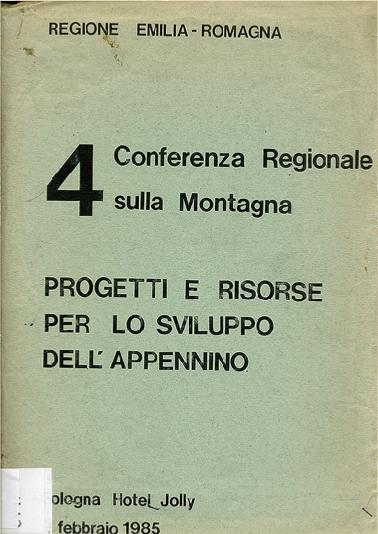 REGIONE EMILIA-ROMAGNA
4 Conferenza Regionale
sulla Montagna
PROGETTI E RISORSE
PER LO SVILUPPO
DELL'APPENNINO
ologna Hotel Jolly
febbraio 1985